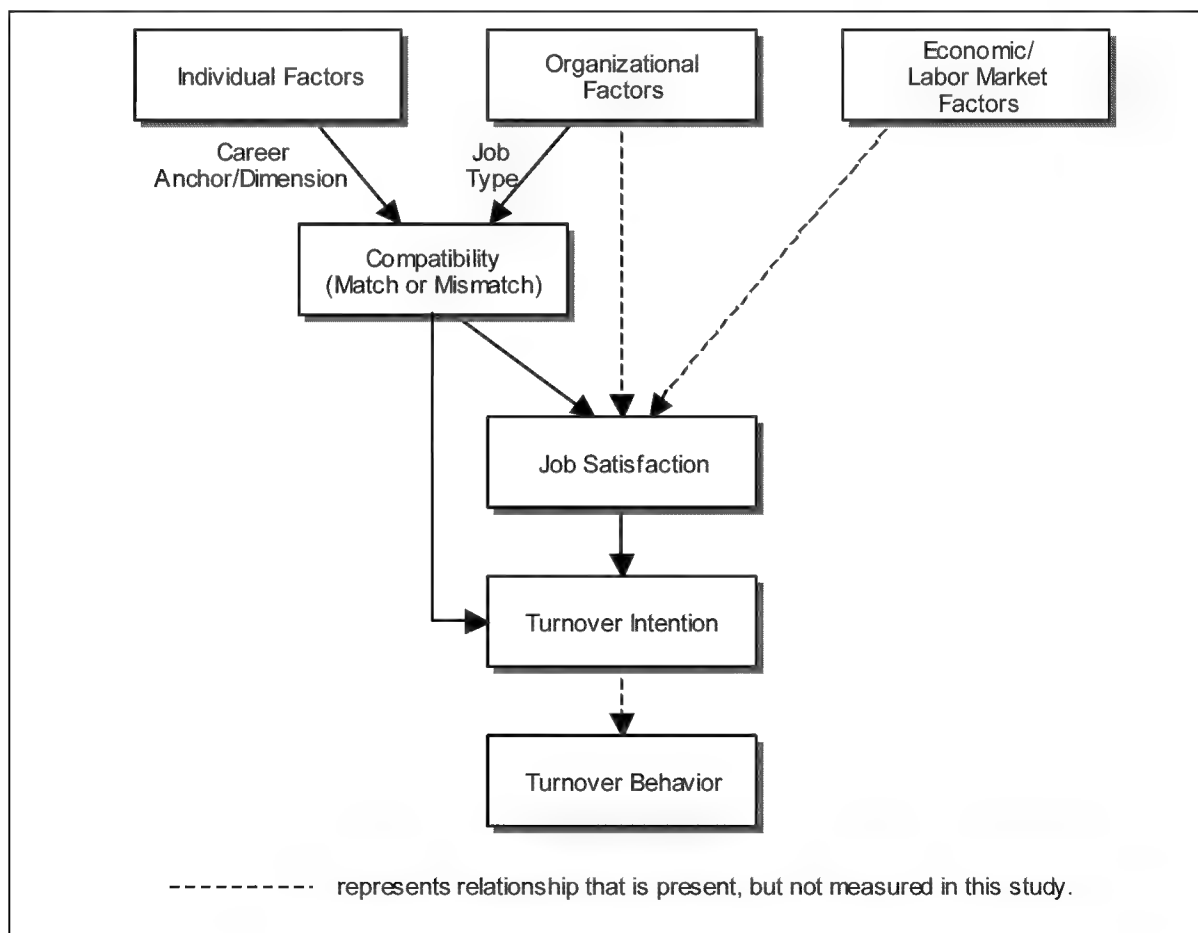 Individual Factors
Organizational
Factors
Economic/
Labor Market
Factors
Career
Anchor/Dimension
Job
Type
Compatibility
(Match or Mismatch)
Job Satisfaction
Turnover Intention
Turnover Behavior
represents relationship that is present, but not measured in this study.